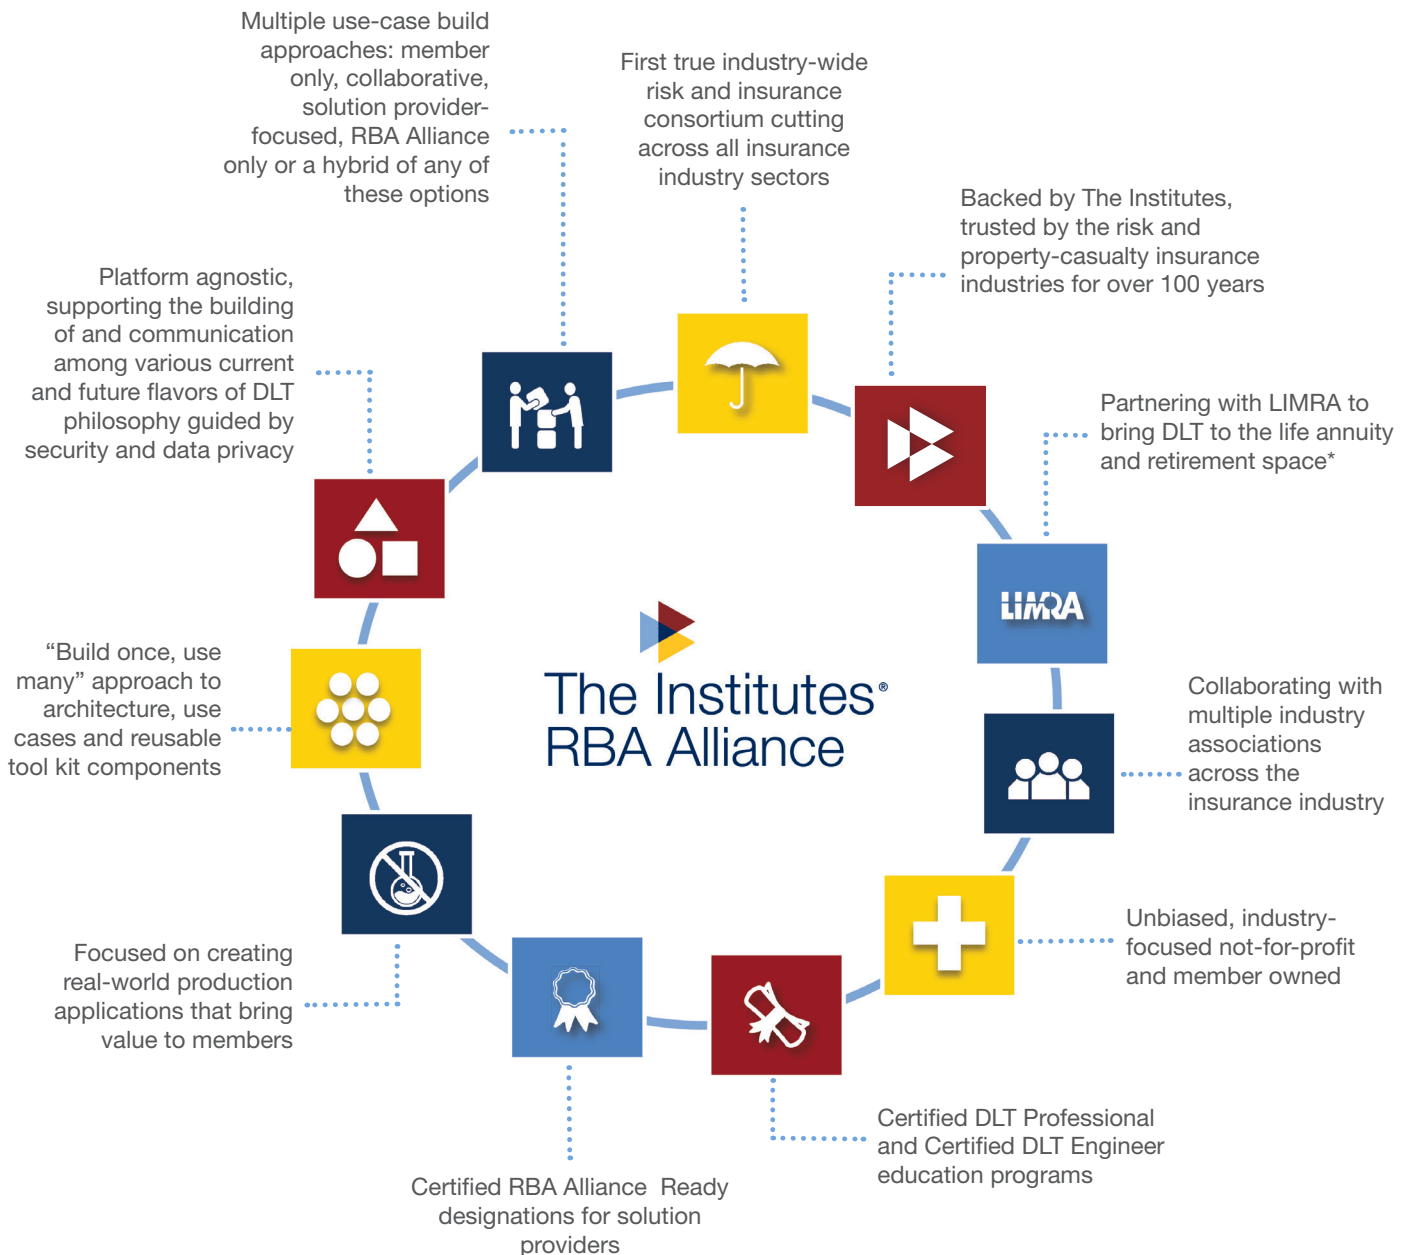 Multiple use-case build
approaches: member
only, collaborative,
solution provider-
focused, RBA Alliance
only or a hybrid of any of
these options
First true industry-wide
risk and insurance
consortium cutting
across all insurance
industry sectors
Backed by The Institutes,
trusted by the risk and
property-casualty insurance
industries for over 100 years
Platform agnostic,
supporting the building
of and communication
among various current
and future flavors of DLT
philosophy guided by
security and data privacy
Partnering with LIMRA to
bring DLT to the life annuity
and retirement space*
LIMRA
"Build once, use
many" approach to
architecture, use
cases and reusable
tool kit components
The Institutes®
RBA Alliance
Collaborating with
multiple industry
associations
across the
insurance industry
Focused on creating
real-world production
applications that bring
value to members
Unbiased, industry-
focused not-for-profit
and member owned
Certified DLT Professional
and Certified DLT Engineer
education programs
Certified RBA Alliance  Ready
designations for solution
providers